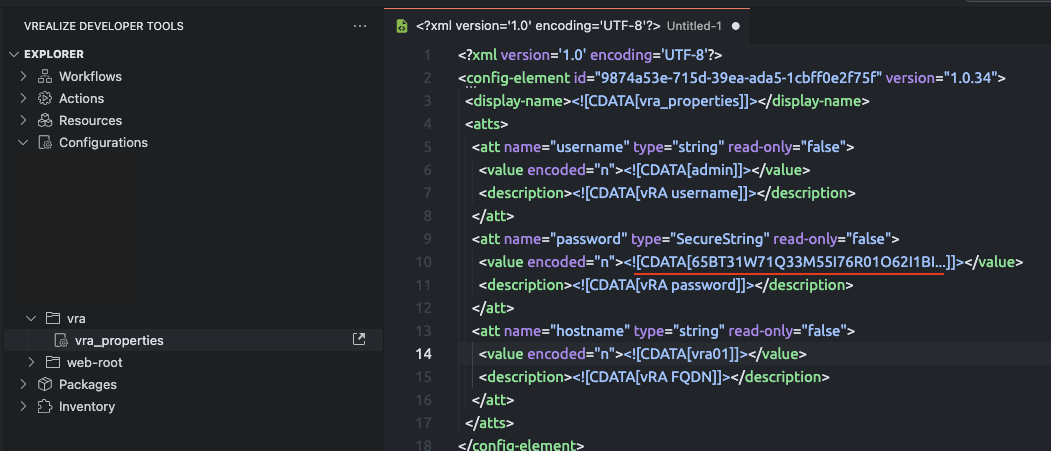 VREALIZE DEVELOPER TOOLS ...
EXPLORER
Workflows
Actions
Resources
Configurations
vra
vra_properties
web-root
Packages
Inventory
<?xml version='1.0' encoding='UTF-8'?> Untitled-1
1 <?xml version='1.0' encoding='UTF-8'?>
2 <config-element id="9874a53e-715d-39ea-ada5-1cbff0e2f75f" version="1.0.34">
3 <display-name><![CDATA[vra_properties]]></display-name>
4 <atts>
5 <att name="username" type="string" read-only="false">
6 <value encoded="n"><![CDATA[admin]]></value>
7 <description><![CDATA[vRA username]]></description>
8 </att>
9 <att name="password" type="SecureString" read-only="false">
10 <value encoded="n"><![CDATA[65BT31W71Q33M55I76R01O62I1BI...]]></value>
11 <description><![CDATA[vRA password]]></description>
12 </att>
13 <att name="hostname" type="string" read-only="false">
14 <value encoded="n"><![CDATA[vra01]]></value>
15 <description><![CDATA[vRA FQDN]]></description>
16 </att>
17 </atts>
18 </config-element>